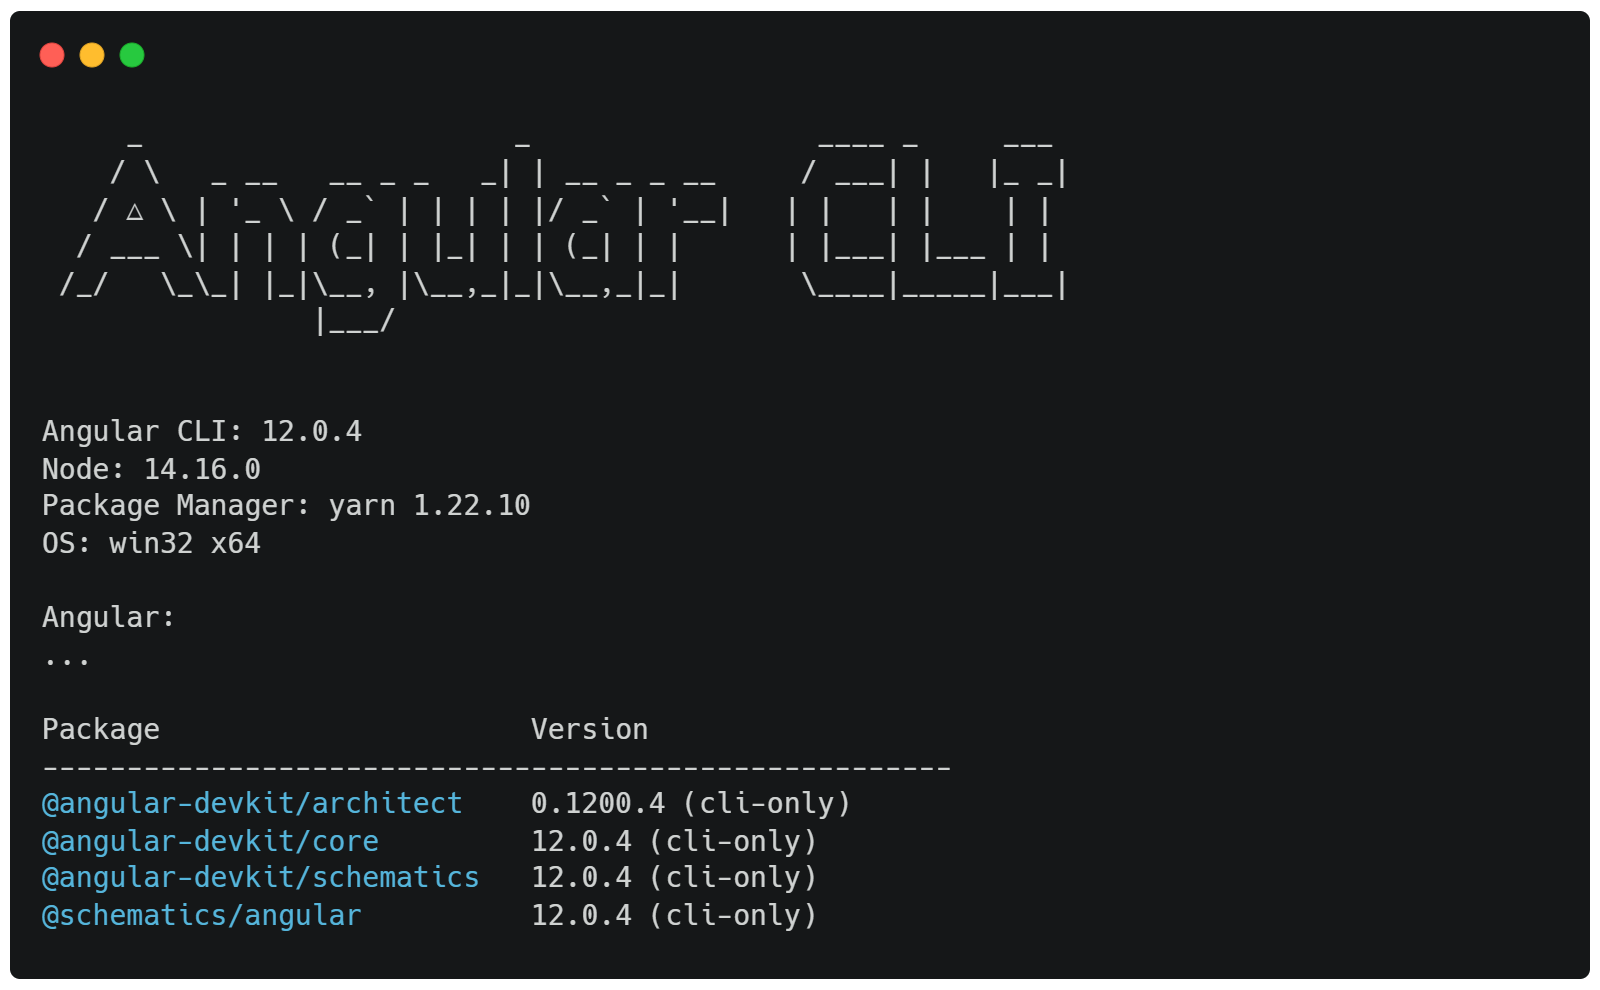 _                      _                 ____ _     ___
    / \   _ __   __ _ _   _| | __ _ _ __     / ___| |   |_ _|
   / △ \ | '_ \ / _` | | | | |/ _` | '__|   | |   | |    | |
  / ___ \| | | | (_| | |_| | | (_| | |      | |___| |___ | |
 /_/   \_\_| |_|\__, |\__,_|_|\__,_|_|       \____|_____|___|
                |___/
Angular CLI: 12.0.4
Node: 14.16.0
Package Manager: yarn 1.22.10
OS: win32 x64
Angular:
...
Package                      Version
------------------------------------------------------
@angular-devkit/architect    0.1200.4 (cli-only)
@angular-devkit/core         12.0.4 (cli-only)
@angular-devkit/schematics   12.0.4 (cli-only)
@schematics/angular          12.0.4 (cli-only)